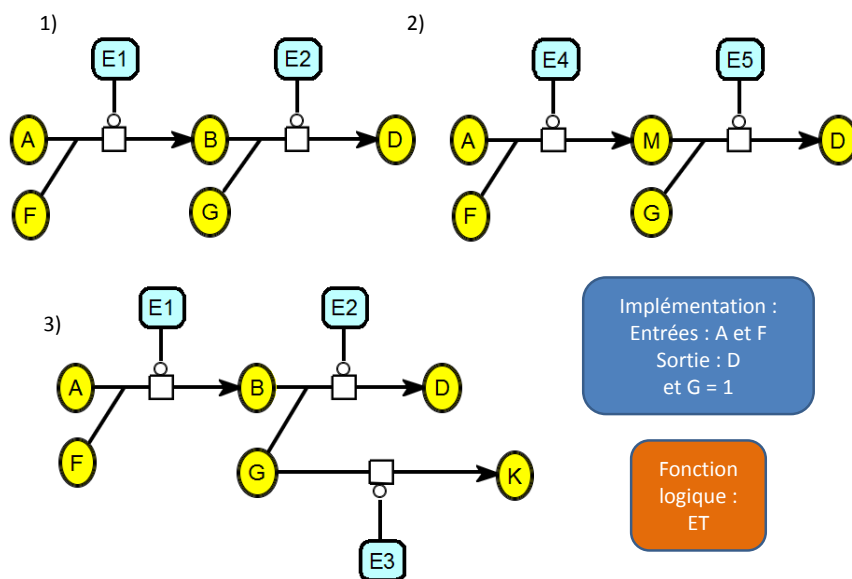 1)
E1
E2
A
B
D
F
G
2)
E4
E5
A
M
D
F
G
3)
E1
E2
A
B
D
F
G
K
E3
Implémentation :
Entrées : A et F
Sortie : D
et G = 1
Fonction
logique :
ET